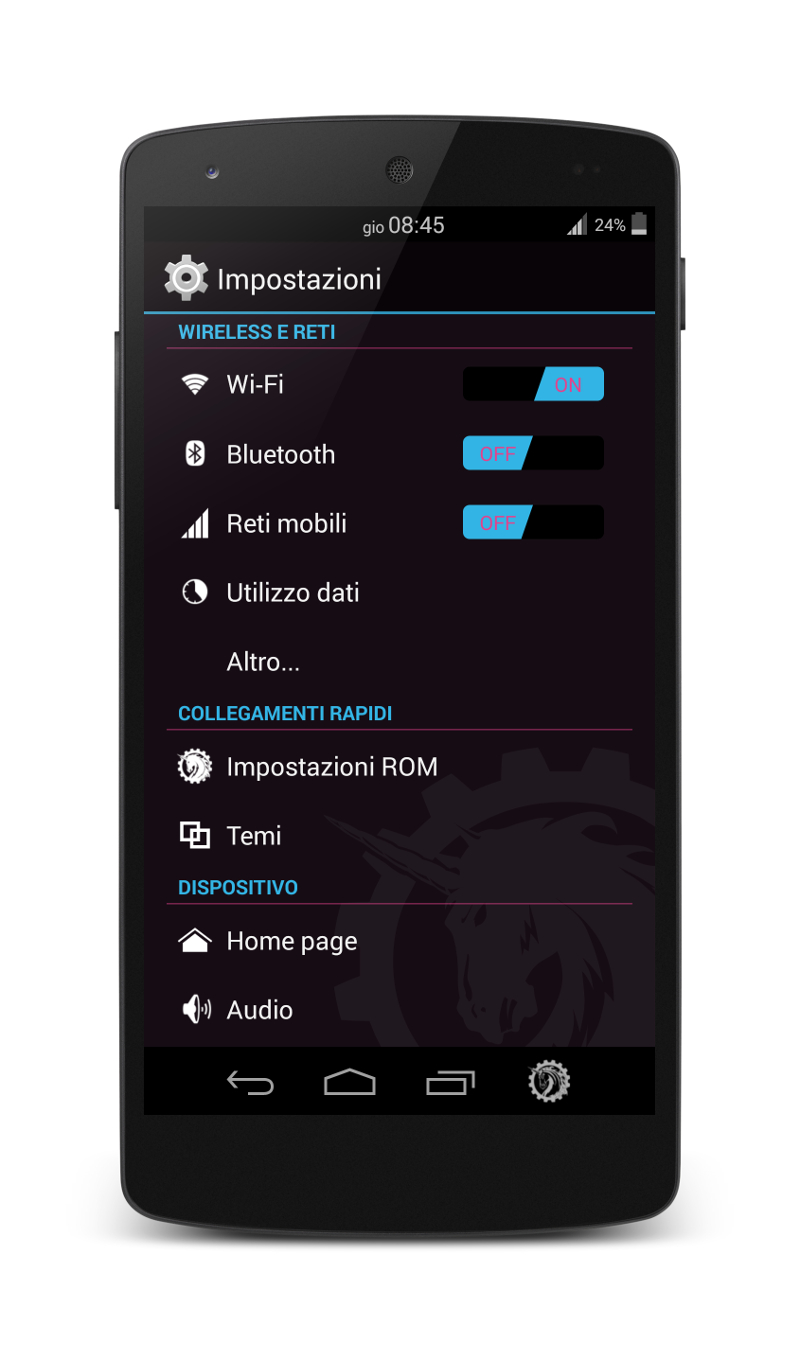 gio 08:45 24%
Impostazioni
WIRELESS E RETI
Wi-Fi ON
Bluetooth OFF
Reti mobili OFF
Utilizzo dati
Altro...
COLLEGAMENTI RAPIDI
Impostazioni ROM
Temi
DISPOSITIVO
Home page
Audio